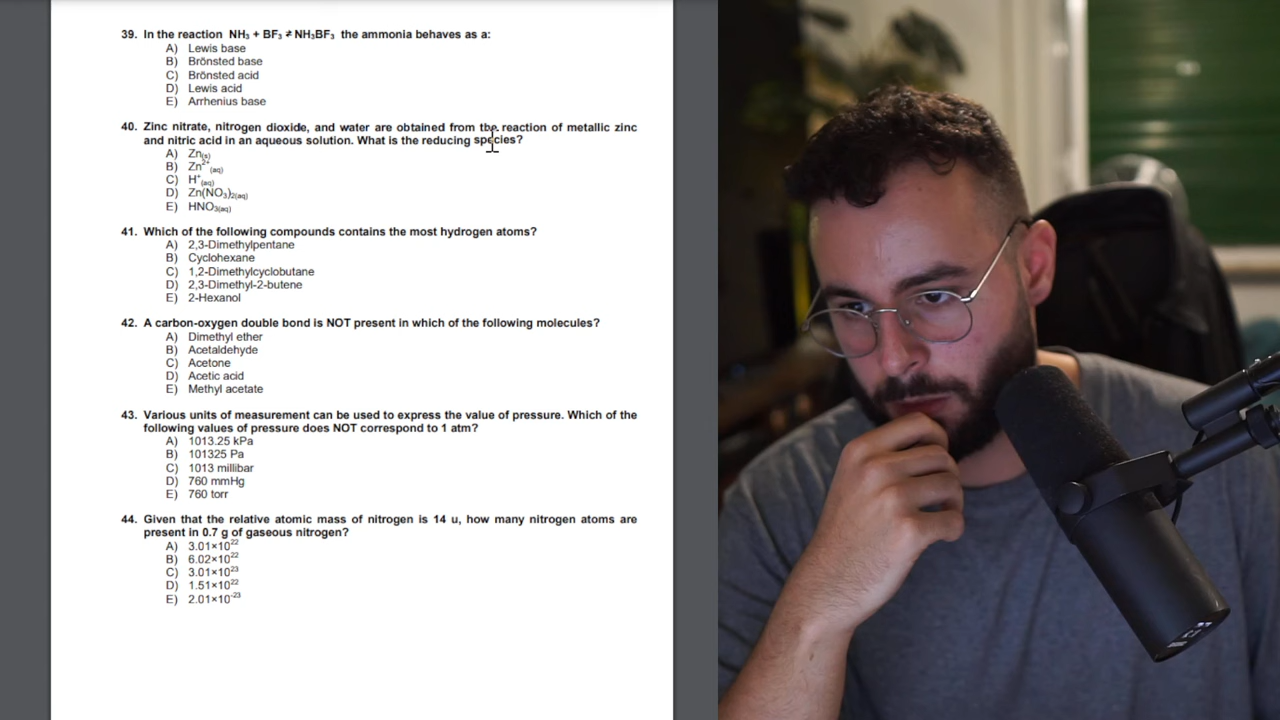 39. In the reaction NH₃ + BF₃ ⇄ NH₃BF₃ the ammonia behaves as a:
A) Lewis base
B) Brönsted base
C) Brönsted acid
D) Lewis acid
E) Arrhenius base
40. Zinc nitrate, nitrogen dioxide, and water are obtained from the reaction of metallic zinc
and nitric acid in an aqueous solution. What is the reducing species?
A) Zn₍s₎
B) Zn²⁺₍aq₎
C) H⁺₍aq₎
D) Zn(NO₃)₂₍aq₎
E) HNO₃₍aq₎
41. Which of the following compounds contains the most hydrogen atoms?
A) 2,3-Dimethylpentane
B) Cyclohexane
C) 1,2-Dimethylcyclobutane
D) 2,3-Dimethyl-2-butene
E) 2-Hexanol
42. A carbon-oxygen double bond is NOT present in which of the following molecules?
A) Dimethyl ether
B) Acetaldehyde
C) Acetone
D) Acetic acid
E) Methyl acetate
43. Various units of measurement can be used to express the value of pressure. Which of the
following values of pressure does NOT correspond to 1 atm?
A) 1013.25 kPa
B) 101325 Pa
C) 1013 millibar
D) 760 mmHg
E) 760 torr
44. Given that the relative atomic mass of nitrogen is 14 u, how many nitrogen atoms are
present in 0.7 g of gaseous nitrogen?
A) 3.01×10²²
B) 6.02×10²²
C) 3.01×10²³
D) 1.51×10²²
E) 2.01×10⁻²³